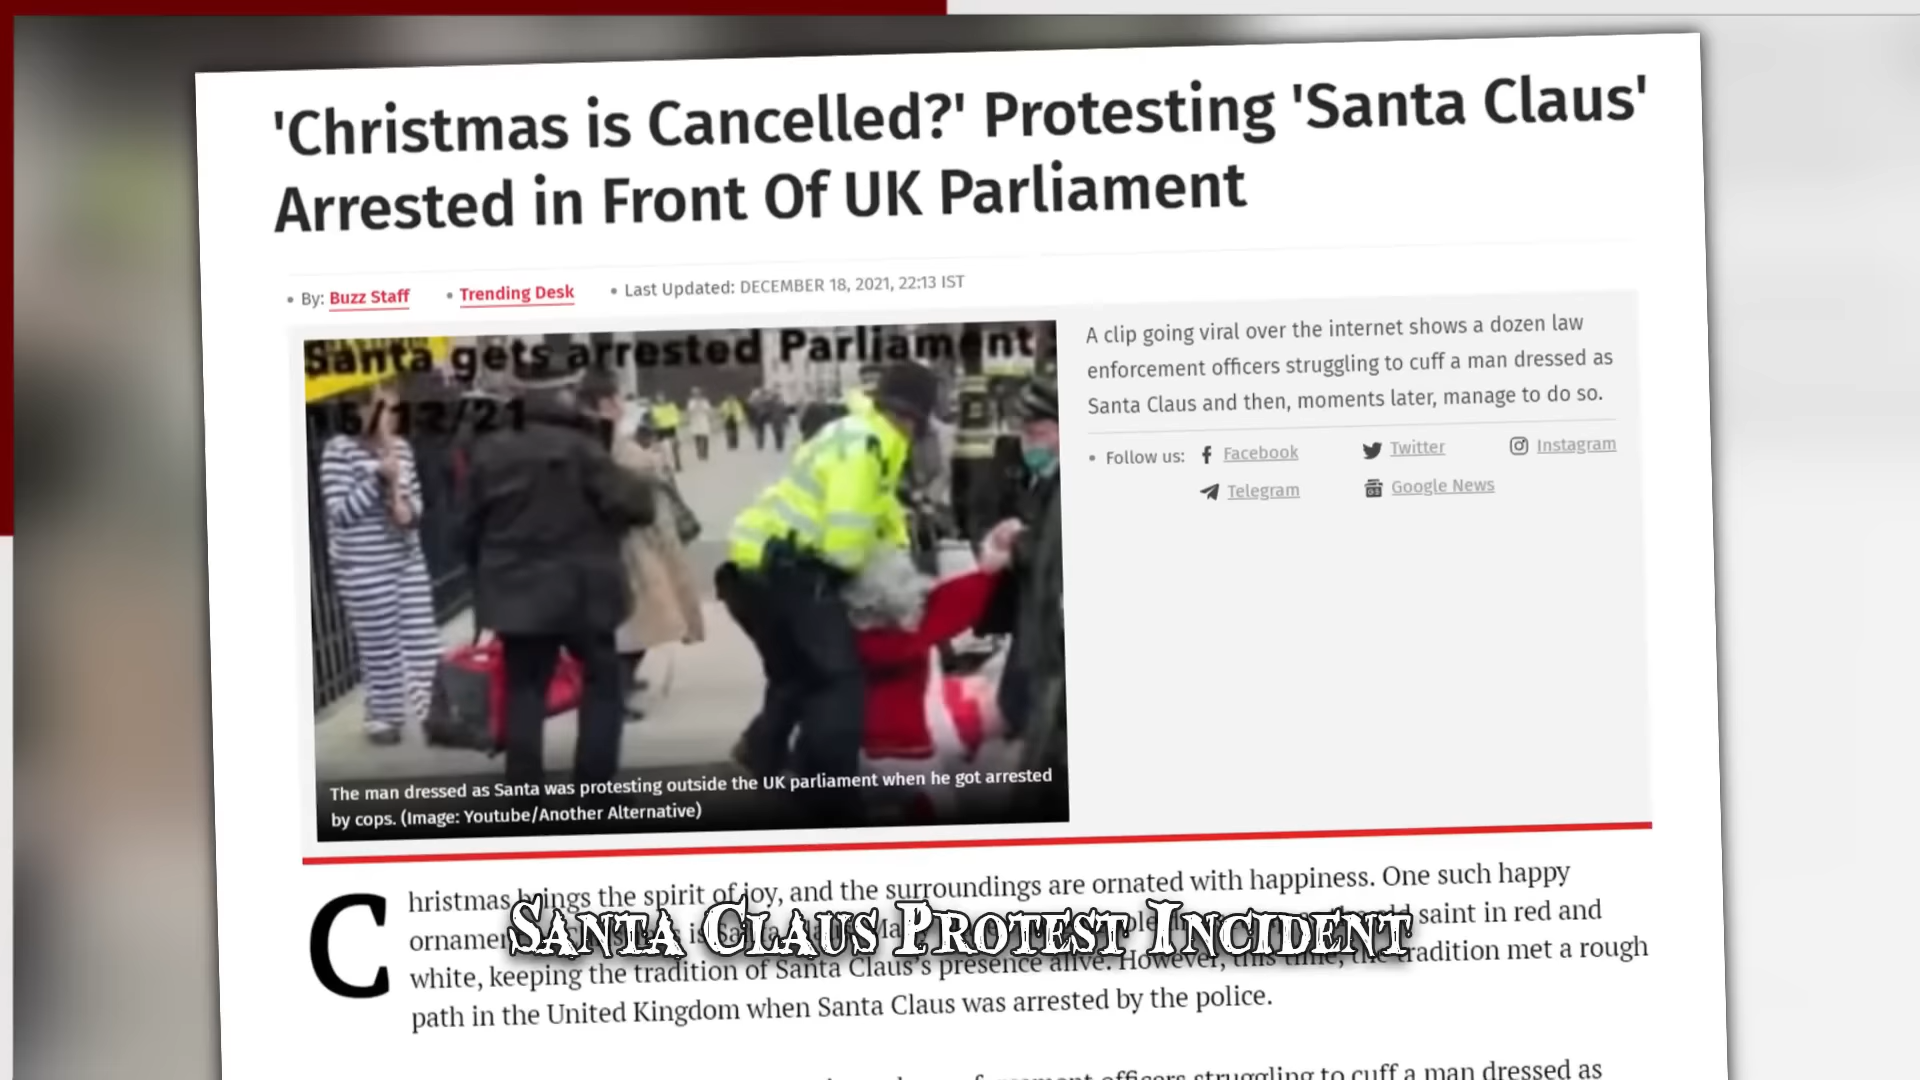 'Christmas is Cancelled?' Protesting 'Santa Claus'
Arrested in Front Of UK Parliament
• By: Buzz Staff • Trending Desk • Last Updated: DECEMBER 18, 2021, 22:13 IST
Santa gets arrested Parliament
15/12/21
The man dressed as Santa was protesting outside the UK parliament when he got arrested
by cops. (Image: Youtube/Another Alternative)
A clip going viral over the internet shows a dozen law
enforcement officers struggling to cuff a man dressed as
Santa Claus and then, moments later, manage to do so.
• Follow us: Facebook Twitter Instagram
Telegram Google News
Christmas brings the spirit of joy, and the surroundings are ornated with happiness. One such happy
saint in red and
white, keeping the tradition of Santa Claus's presence alive. However, this time, the tradition met a rough
path in the United Kingdom when Santa Claus was arrested by the police.
officers struggling to cuff a man dressed as
Santa Claus Protest Incident